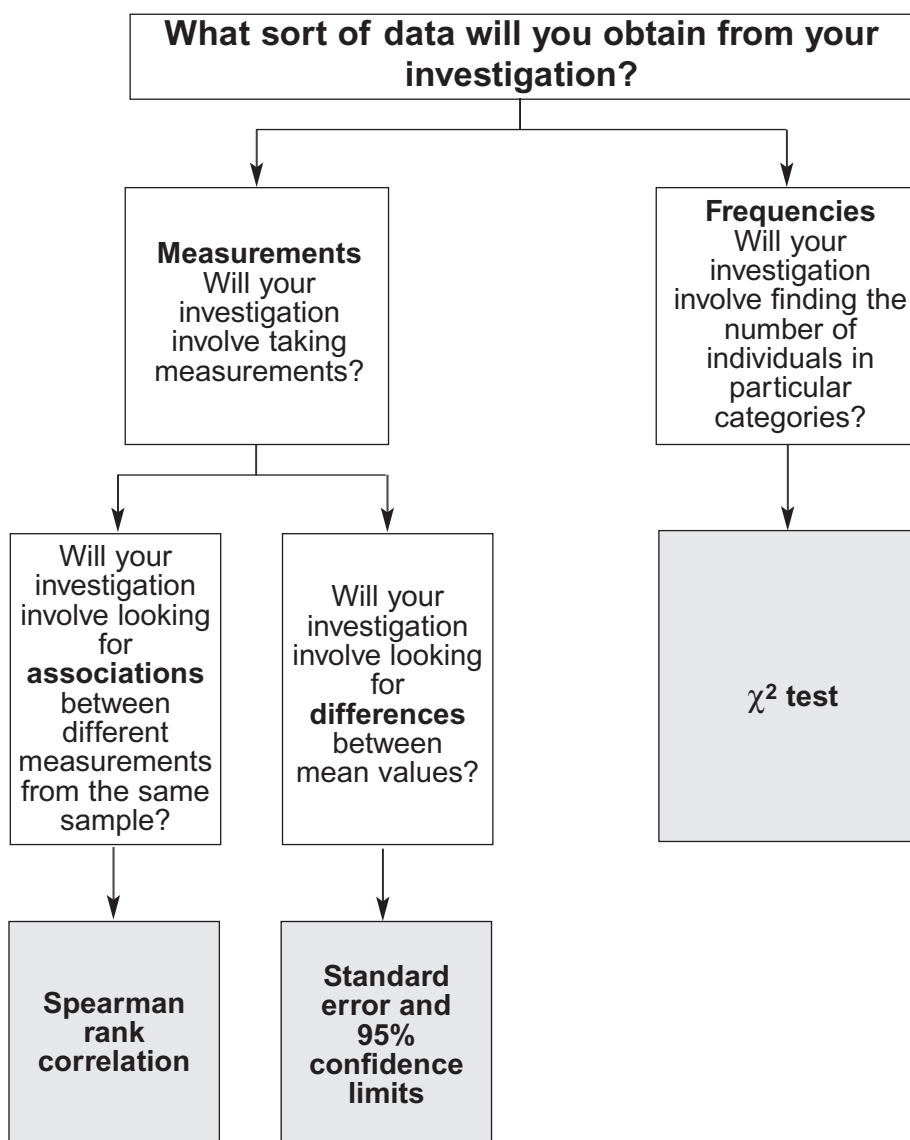 What sort of data will you obtain from your
investigation?
Measurements
Will your
investigation
involve taking
measurements?
Frequencies
Will your
investigation
involve finding the
number of
individuals in
particular
categories?
Will your
investigation
involve looking
for
associations
between
different
measurements
from the same
sample?
Will your
investigation
involve looking
for
differences
between
mean values?
χ² test
Spearman
rank
correlation
Standard
error and
95%
confidence
limits